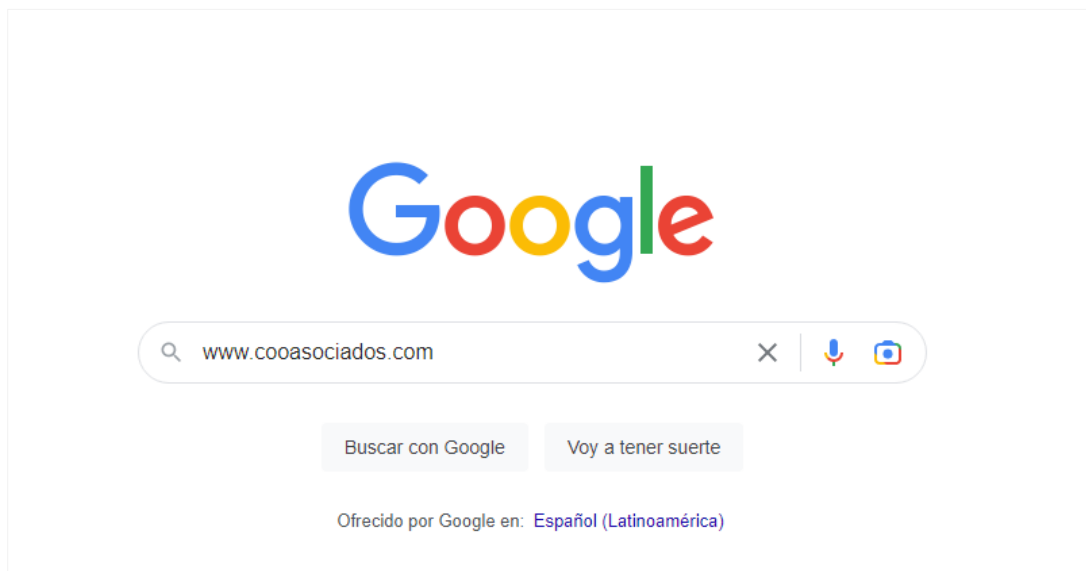 Google
www.cooasociados.com
Buscar con Google Voy a tener suerte
Ofrecido por Google en: Español (Latinoamérica)